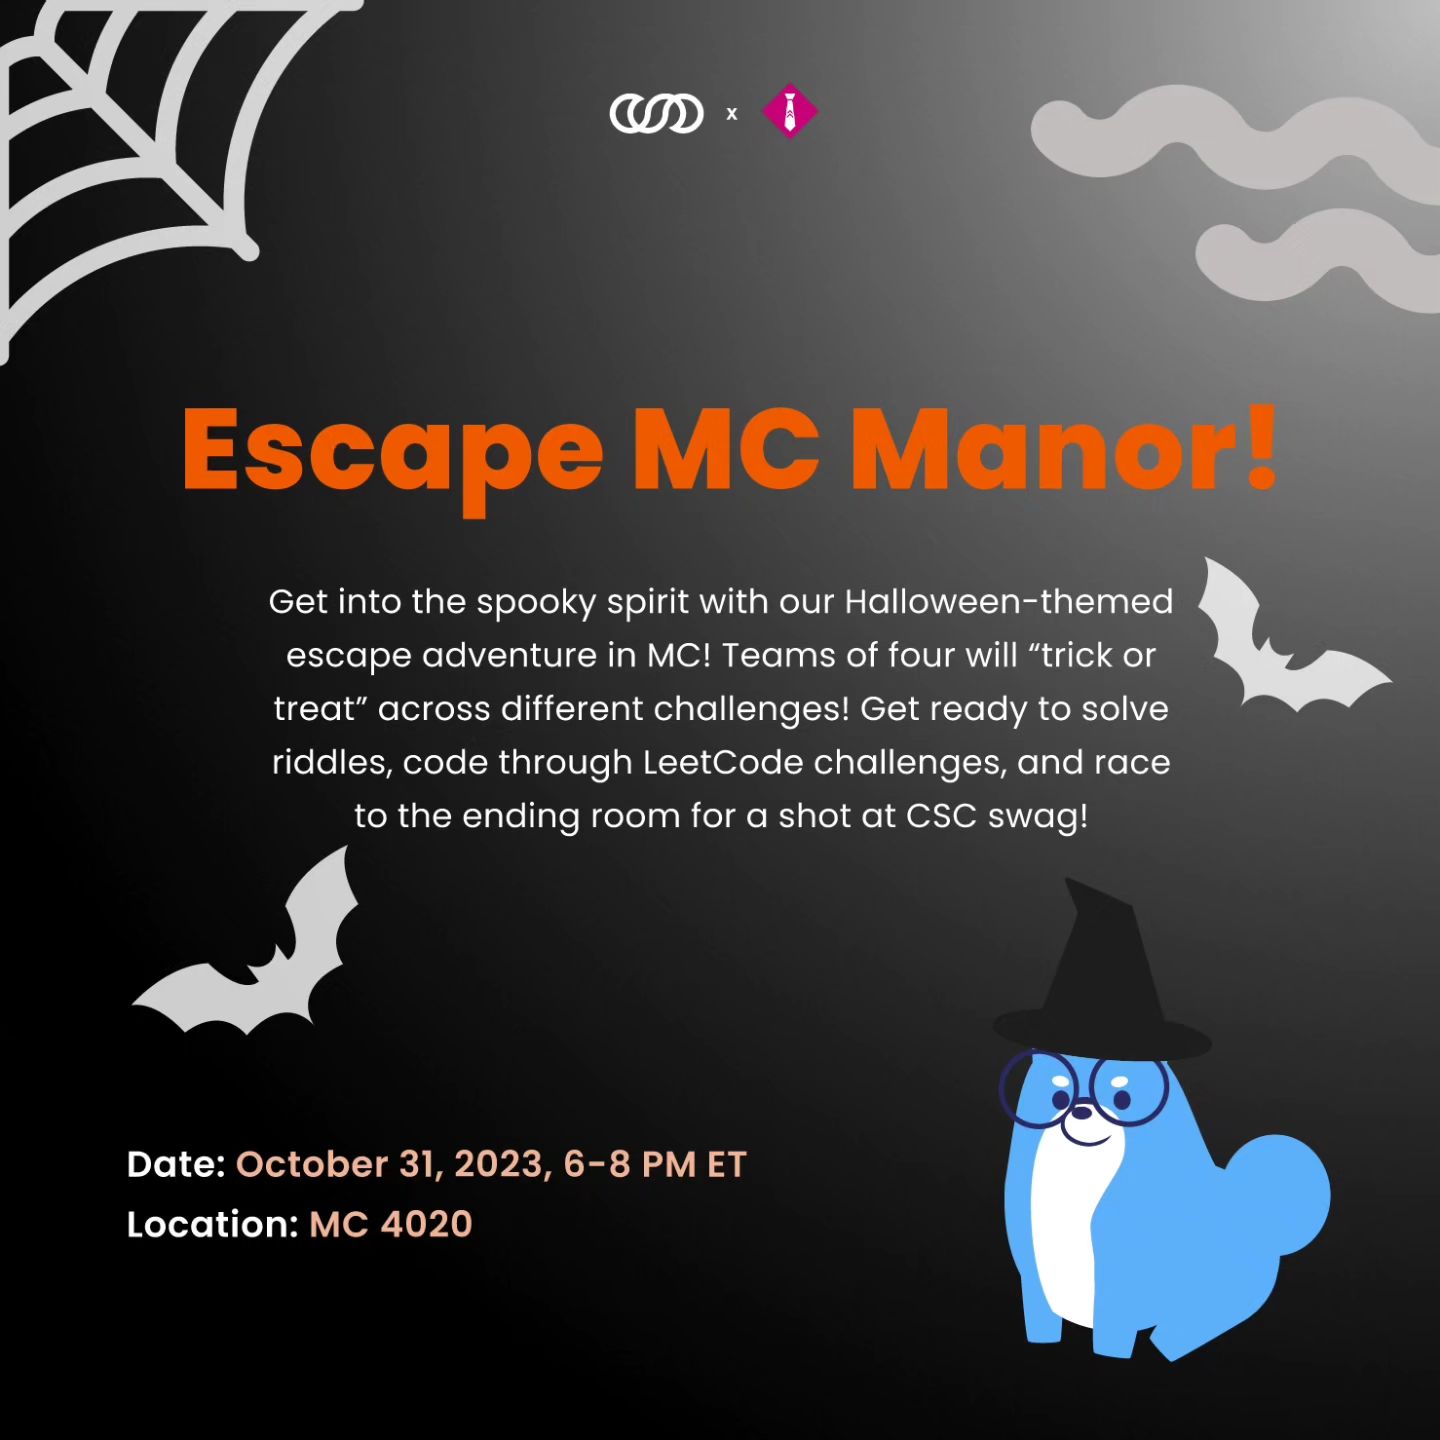 x
Escape MC Manor!
Get into the spooky spirit with our Halloween-themed
escape adventure in MC! Teams of four will “trick or
treat” across different challenges! Get ready to solve
riddles, code through LeetCode challenges, and race
to the ending room for a shot at CSC swag!
Date: October 31, 2023, 6-8 PM ET
Location: MC 4020